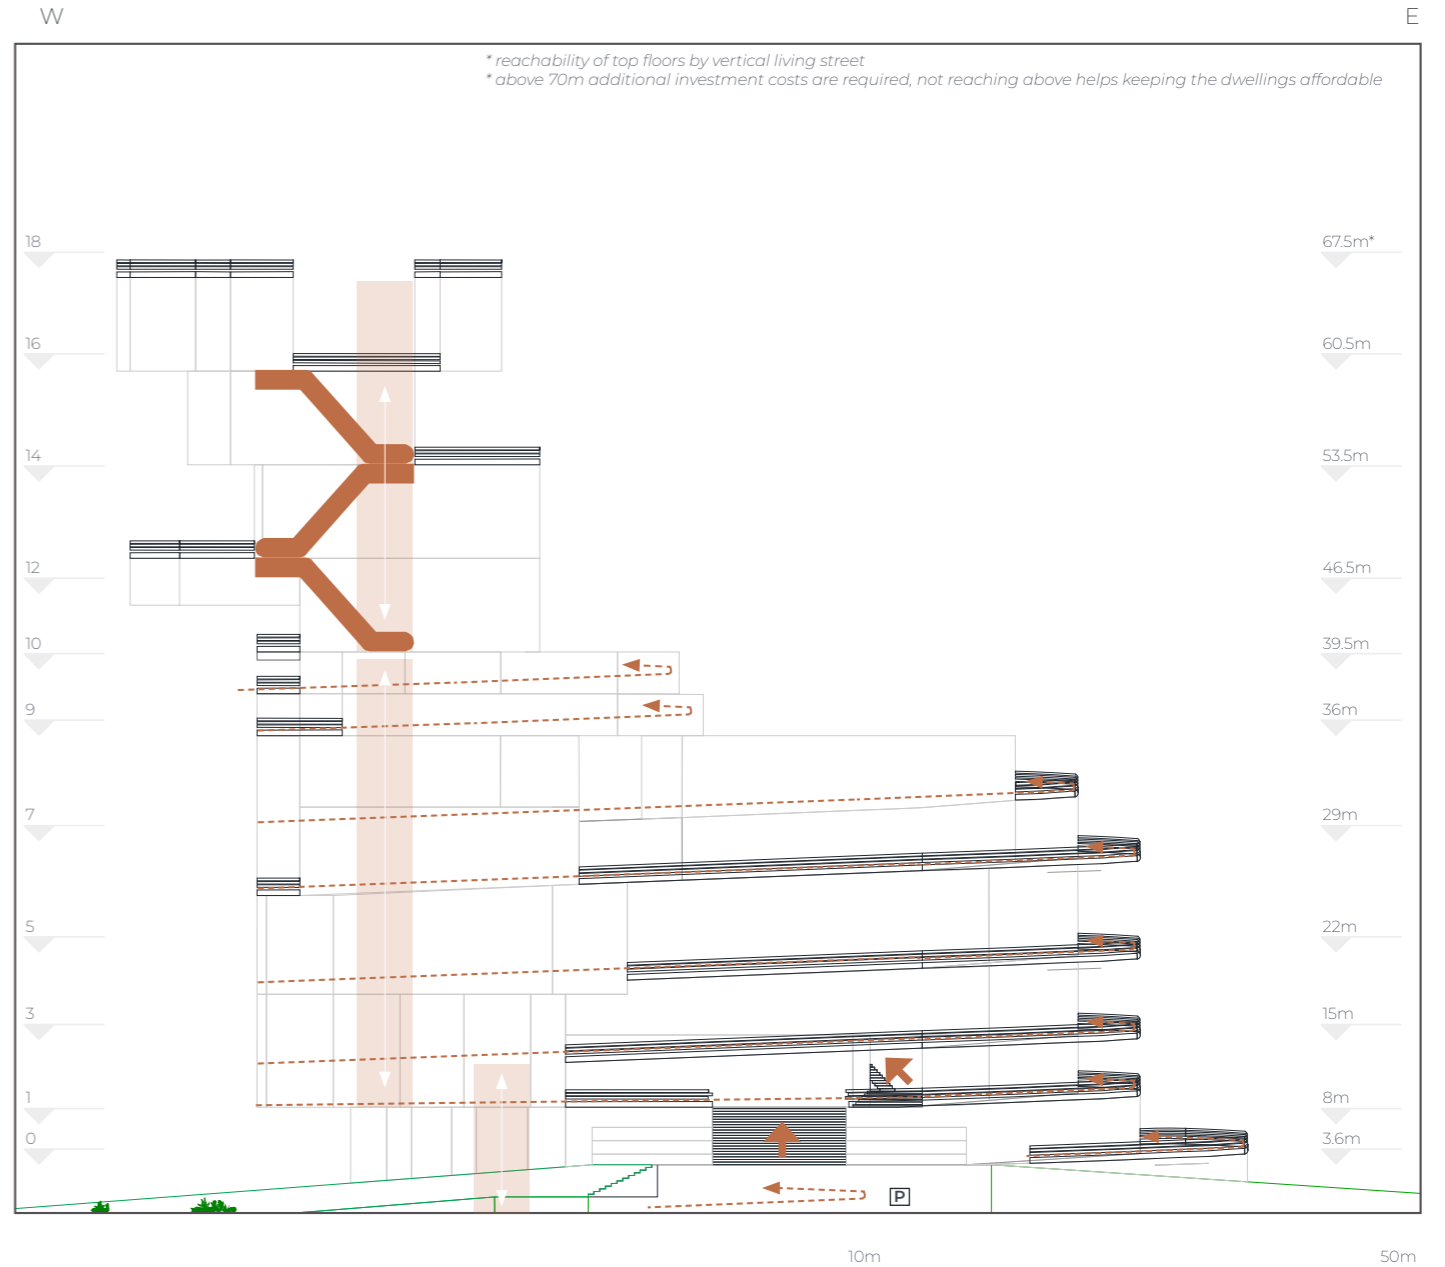 W E
* reachability of top floors by vertical living street
* above 70m additional investment costs are required, not reaching above helps keeping the dwellings affordable
18 67.5m*
16 60.5m
14 53.5m
12 46.5m
10 39.5m
9 36m
7 29m
5 22m
3 15m
1 8m
0 3.6m
P
10m 50m